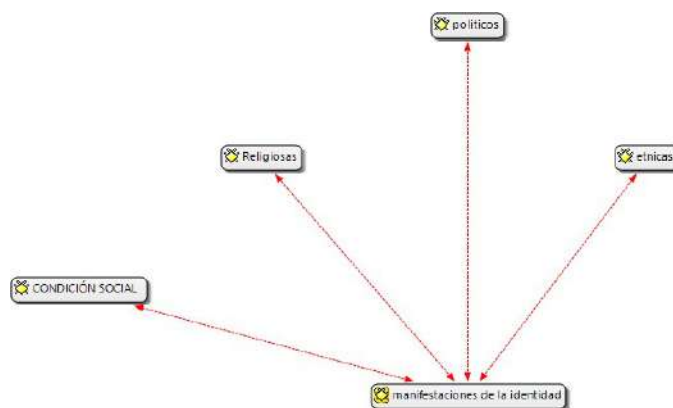 politicos
Religiosas
etnicas
CONDICIÓN SOCIAL
manifestaciones de la identidad